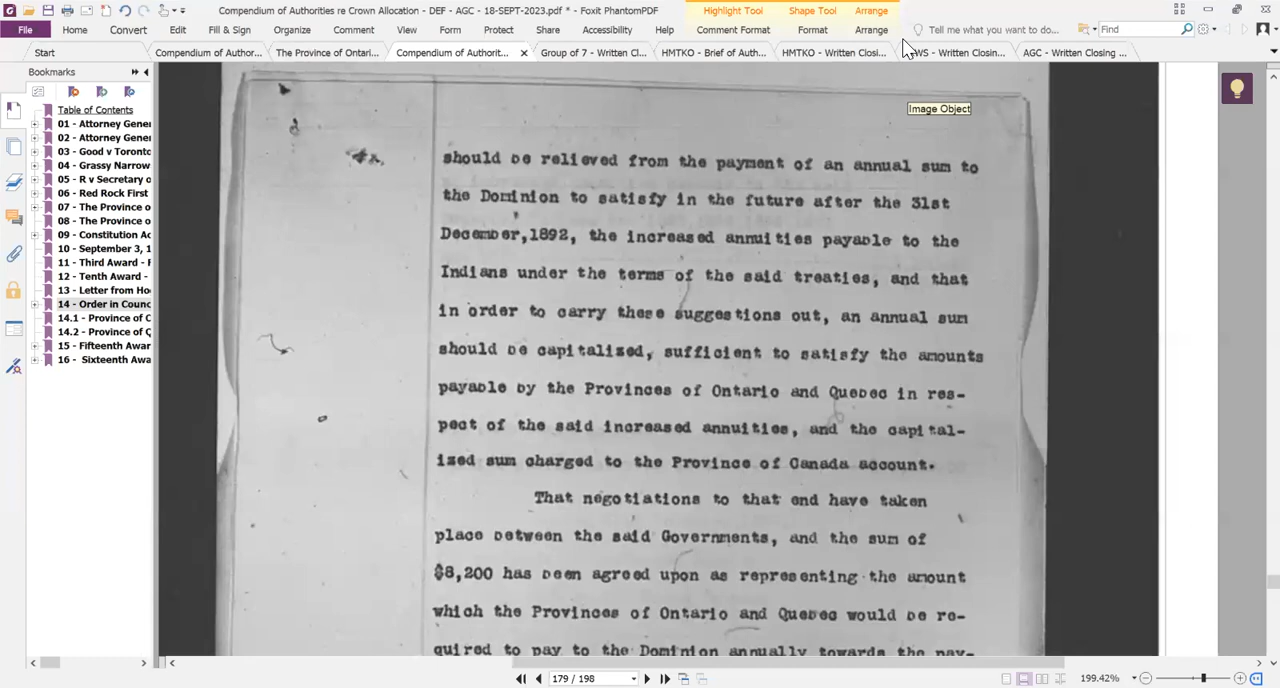 Compendium of Authorities re Crown Allocation - DEF - AGC - 18-SEPT-2023.pdf * - Foxit PhantomPDF
Highlight Tool
Shape Tool
Arrange
File
Home
Convert
Edit
Fill & Sign
Organize
Comment
View
Form
Protect
Share
Accessibility
Help
Comment Format
Format
Arrange
Tell me what you want to do...
Find
Start
Compendium of Author...
The Province of Ontari...
Compendium of Authorit...
Group of 7 - Written Cl...
HMTKO - Brief of Auth...
HMTKO - Written Closi...
WS - Written Closin...
AGC - Written Closing ...
Bookmarks
Table of Contents
01 - Attorney Gener
02 - Attorney Gener
03 - Good v Toronto
04 - Grassy Narrow
05 - R v Secretary o
06 - Red Rock First
07 - The Province o
08 - The Province o
09 - Constitution Ac
10 - September 3, 1
11 - Third Award - F
12 - Tenth Award -
13 - Letter from Ho
14 - Order in Counc
14.1 - Province of C
14.2 - Province of Q
15 - Fifteenth Awar
16 - Sixteenth Awa
Image Object
should be relieved from the payment of an annual sum to
the Dominion to satisfy in the future after the 31st
December,1892, the increased annuities payable to the
Indians under the terms of the said treaties, and that
in order to carry these suggestions out, an annual sum
should be capitalized, sufficient to satisfy the amounts
payable by the Provinces of Ontario and Quebec in res-
pect of the said increased annuities, and the capital-
ized sum charged to the Province of Canada account.
That negotiations to that end have taken
place between the said Governments, and the sum of
$8,200 has been agreed upon as representing the amount
which the Provinces of Ontario and Quebec would be re-
quired to pay to the Dominion annually towards the pay-
179 / 198
199.42%